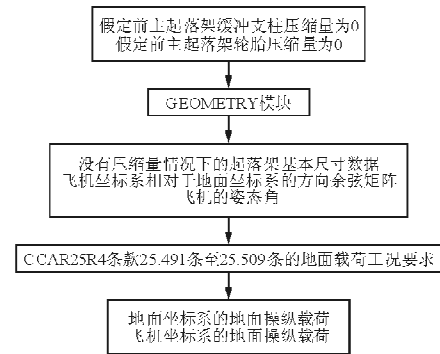 假定前主起落架缓冲支柱压缩量为0
假定前主起落架轮胎压缩量为0
GEOMETRY模块
没有压缩量情况下的起落架基本尺寸数据
飞机坐标系相对于地面坐标系的方向余弦矩阵
飞机的姿态角
CCAR25R4条款25.491条至25.509条的地面载荷工况要求
地面坐标系的地面操纵载荷
飞机坐标系的地面操纵载荷